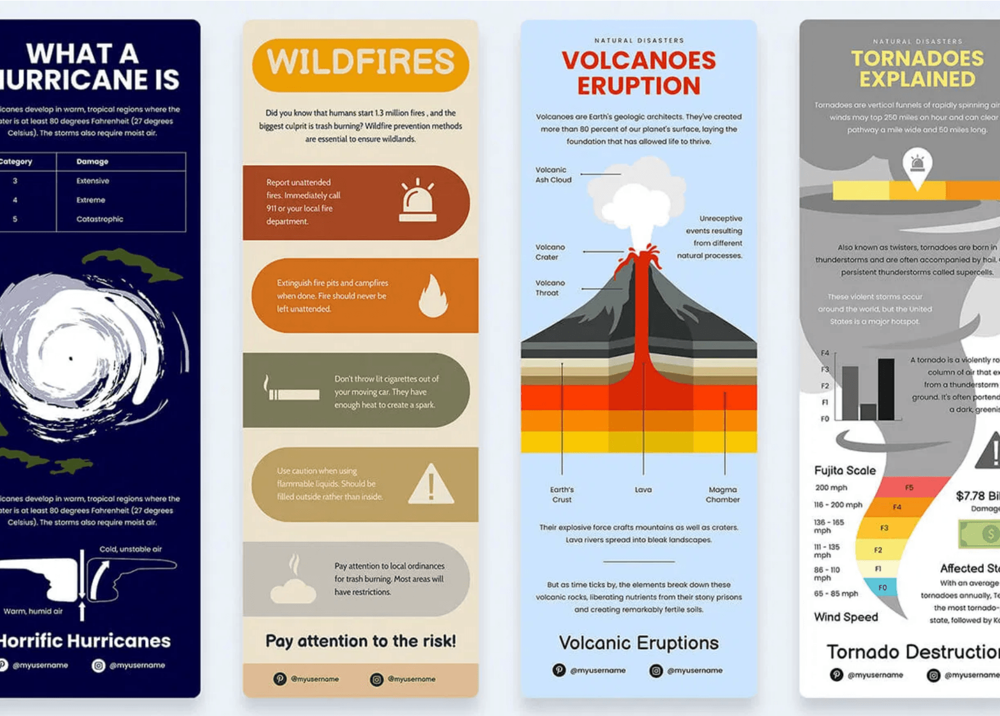 WHAT A
HURRICANE IS
icanes develop in warm, tropical regions where the
ater is at least 80 degrees Fahrenheit (27 degrees
Celsius). The storms also require moist air.
Category Damage
3 Extensive
4 Extreme
5 Catastrophic
icanes develop in warm, tropical regions where the
ater is at least 80 degrees Fahrenheit (27 degrees
Celsius). The storms also require moist air.
Cold, unstable air
Warm, humid air
Horrific Hurricanes
@myusername @myusername
WILDFIRES
Did you know that humans start 1.3 million fires , and the
biggest culprit is trash burning? Wildfire prevention methods
are essential to ensure wildlands.
Report unattended
fires. Immediately call
911 or your local fire
department.
Extinguish fire pits and campfires
when done. Fire should never be
left unattended.
Don't throw lit cigarettes out of
your moving car. They have
enough heat to create a spark.
Use caution when using
flammable liquids. Should be
filled outside rather than inside.
Pay attention to local ordinances
for trash burning. Most areas will
have restrictions.
Pay attention to the risk!
@myusername @myusername
NATURAL DISASTERS
VOLCANOES
ERUPTION
Volcanoes are Earth's geologic architects. They've created
more than 80 percent of our planet's surface, laying the
foundation that has allowed life to thrive.
Volcanic
Ash Cloud
Unreceptive
events resulting
from different
natural processes.
Volcano
Crater
Volcano
Throat
Earth's
Crust
Lava
Magma
Chamber
Their explosive force crafts mountains as well as craters.
Lava rivers spread into bleak landscapes.
But as time ticks by, the elements break down these
volcanic rocks, liberating nutrients from their stony prisons
and creating remarkably fertile soils.
Volcanic Eruptions
@myusername @myusername
NATURAL DISASTERS
TORNADOES
EXPLAINED
Tornadoes are vertical funnels of rapidly spinning air
winds may top 250 miles an hour and can clear
pathway a mile wide and 50 miles long.
Also known as twisters, tornadoes are born in
thunderstorms and are often accompanied by hail.
persistent thunderstorms called supercells.
These violent storms occur
around the world, but the United
States is a major hotspot.
F4
F3
F2
F1
F0
A tornado is a violently ro
column of air that ex
from a thunderstorm
ground. It's often portend
a dark, greenis
Fujita Scale
200 mph F5
116 - 200 mph F4
136 - 165
mph
F3
111 - 135
mph
F2
86 - 110
mph
F1
65 - 85 mph F0
Wind Speed
$7.78 Bil
Damage
$
Affected Sta
With an average
tornadoes annually, Te
the most tornado-
state, followed by Ka
Tornado Destruction
@myusername @myusername